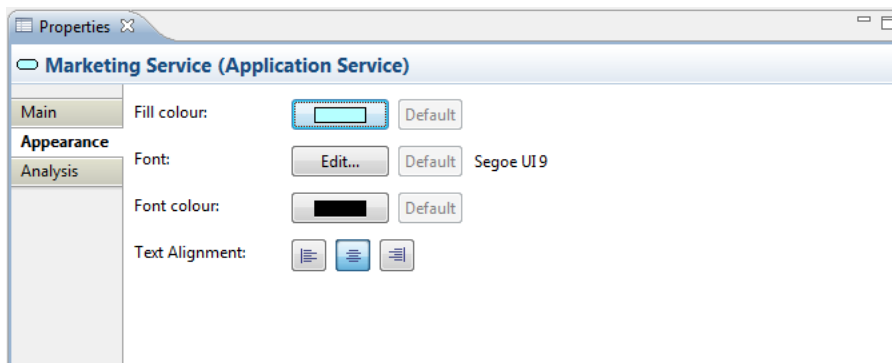 Properties
Marketing Service (Application Service)
Main
Appearance
Analysis
Fill colour: Default
Font: Edit... Default Segoe UI 9
Font colour: Default
Text Alignment: